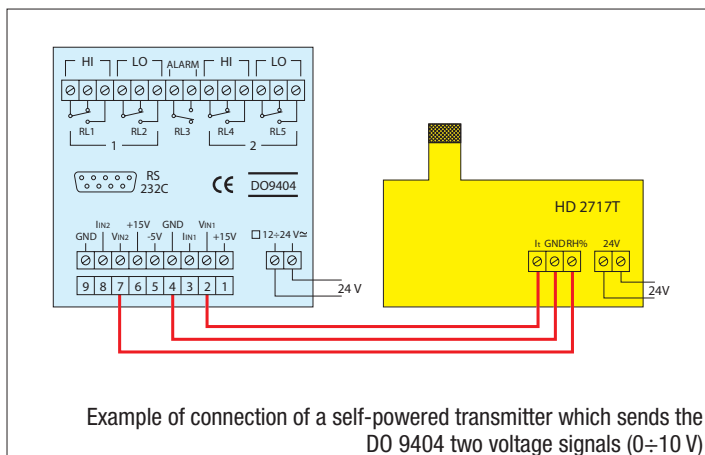 HI LO ALARM HI LO
RL1 RL2 RL3 RL4 RL5
1 2
RS
232C
CE DO9404
HD 2717T
IIN2 +15V GND VIN1
GND VIN2 -5V IIN1 +15V
12÷24 V≃
It GND RH% 24V
9 8 7 6 5 4 3 2 1
24 V
24V
Example of connection of a self-powered transmitter which sends the
DO 9404 two voltage signals (0÷10 V)